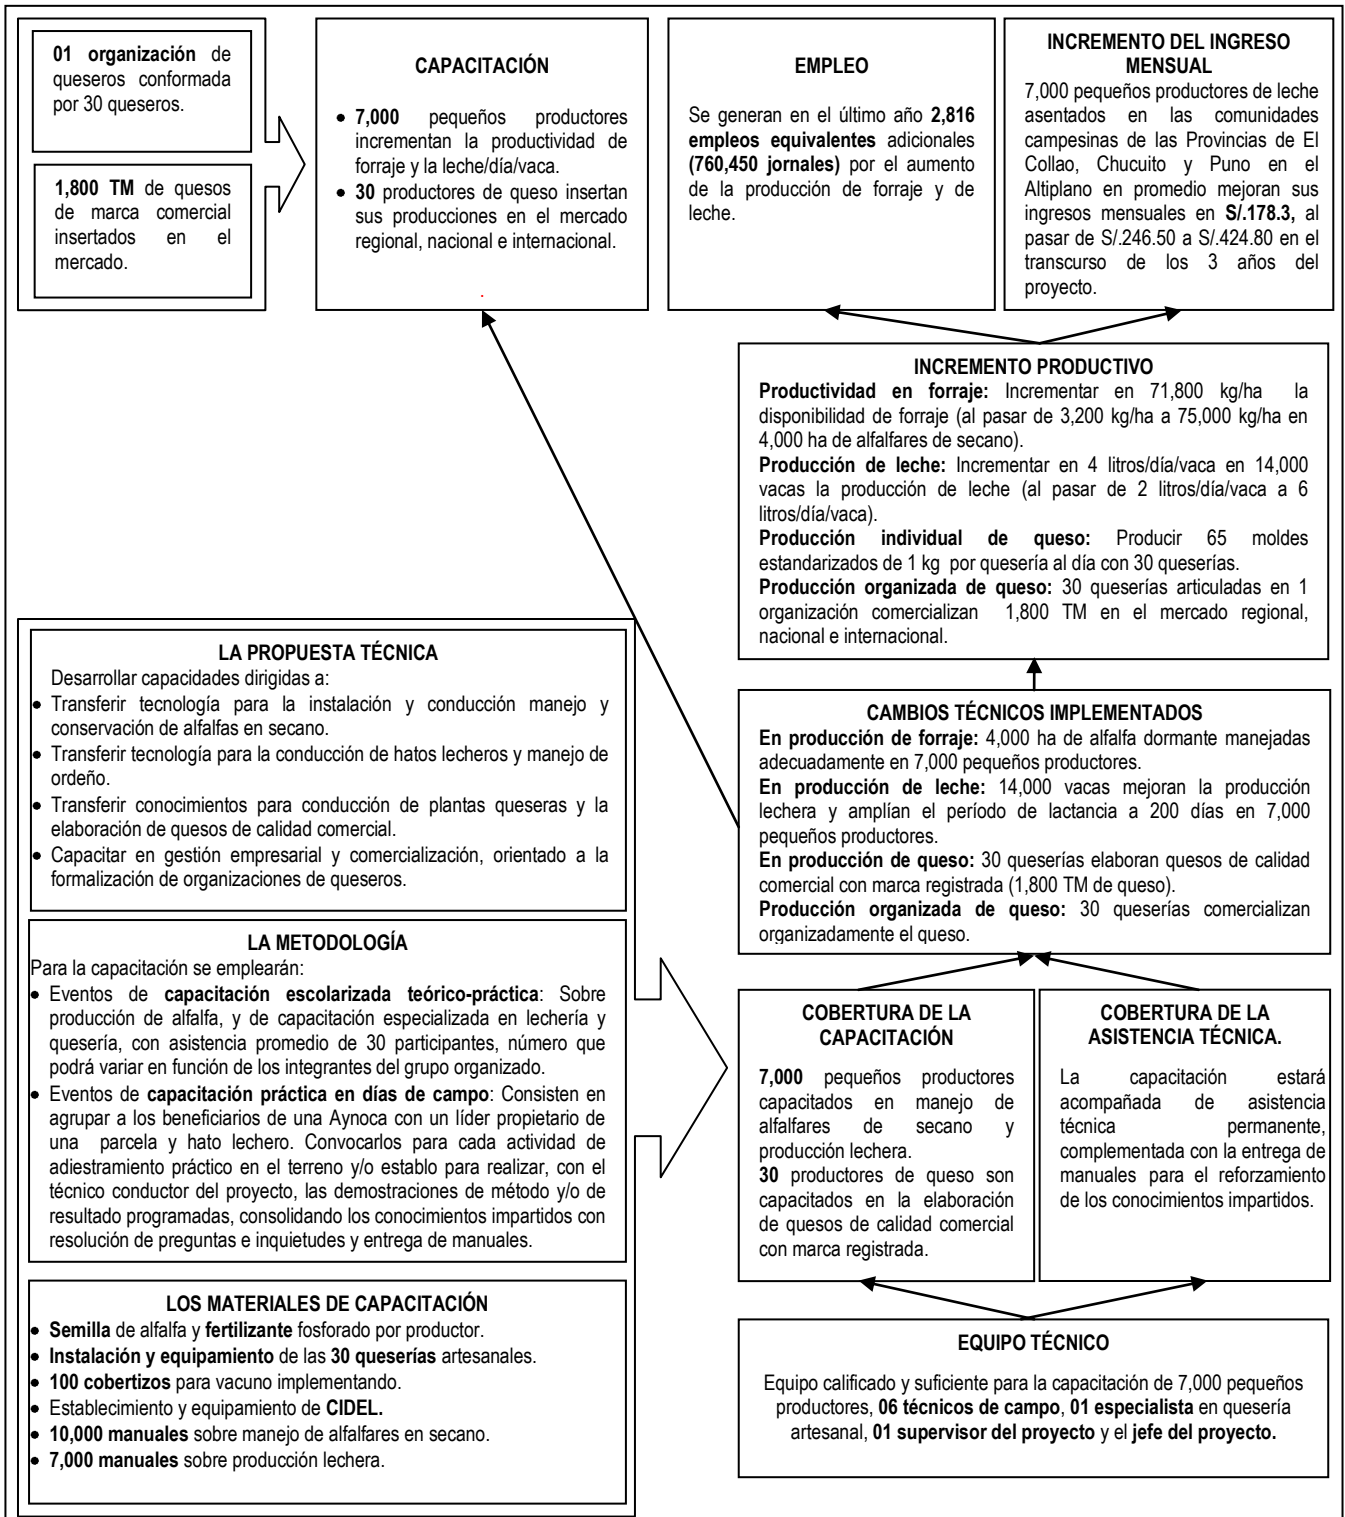 01 organización de
queseros conformada
por 30 queseros.
1,800 TM de quesos
de marca comercial
insertados en el
mercado.
CAPACITACIÓN
• 7,000 pequeños productores
incrementan la productividad de
forraje y la leche/día/vaca.
• 30 productores de queso insertan
sus producciones en el mercado
regional, nacional e internacional.
.
EMPLEO
Se generan en el último año 2,816
empleos equivalentes adicionales
(760,450 jornales) por el aumento
de la producción de forraje y de
leche.
INCREMENTO DEL INGRESO
MENSUAL
7,000 pequeños productores de leche
asentados en las comunidades
campesinas de las Provincias de El
Collao, Chucuito y Puno en el
Altiplano en promedio mejoran sus
ingresos mensuales en S/.178.3, al
pasar de S/.246.50 a S/.424.80 en el
transcurso de los 3 años del
proyecto.
INCREMENTO PRODUCTIVO
Productividad en forraje: Incrementar en 71,800 kg/ha la
disponibilidad de forraje (al pasar de 3,200 kg/ha a 75,000 kg/ha en
4,000 ha de alfalfares de secano).
Producción de leche: Incrementar en 4 litros/día/vaca en 14,000
vacas la producción de leche (al pasar de 2 litros/día/vaca a 6
litros/día/vaca).
Producción individual de queso: Producir 65 moldes
estandarizados de 1 kg por quesería al día con 30 queserías.
Producción organizada de queso: 30 queserías articuladas en 1
organización comercializan 1,800 TM en el mercado regional,
nacional e internacional.
LA PROPUESTA TÉCNICA
Desarrollar capacidades dirigidas a:
• Transferir tecnología para la instalación y conducción manejo y
conservación de alfalfas en secano.
• Transferir tecnología para la conducción de hatos lecheros y manejo de
ordeño.
• Transferir conocimientos para conducción de plantas queseras y la
elaboración de quesos de calidad comercial.
• Capacitar en gestión empresarial y comercialización, orientado a la
formalización de organizaciones de queseros.
CAMBIOS TÉCNICOS IMPLEMENTADOS
En producción de forraje: 4,000 ha de alfalfa dormante manejadas
adecuadamente en 7,000 pequeños productores.
En producción de leche: 14,000 vacas mejoran la producción
lechera y amplían el período de lactancia a 200 días en 7,000
pequeños productores.
En producción de queso: 30 queserías elaboran quesos de calidad
comercial con marca registrada (1,800 TM de queso).
Producción organizada de queso: 30 queserías comercializan
organizadamente el queso.
LA METODOLOGÍA
Para la capacitación se emplearán:
• Eventos de capacitación escolarizada teórico-práctica: Sobre
producción de alfalfa, y de capacitación especializada en lechería y
quesería, con asistencia promedio de 30 participantes, número que
podrá variar en función de los integrantes del grupo organizado.
• Eventos de capacitación práctica en días de campo: Consisten en
agrupar a los beneficiarios de una Aynoca con un líder propietario de
una parcela y hato lechero. Convocarlos para cada actividad de
adiestramiento práctico en el terreno y/o establo para realizar, con el
técnico conductor del proyecto, las demostraciones de método y/o de
resultado programadas, consolidando los conocimientos impartidos con
resolución de preguntas e inquietudes y entrega de manuales.
COBERTURA DE LA
CAPACITACIÓN
7,000 pequeños productores
capacitados en manejo de
alfalfares de secano y
producción lechera.
30 productores de queso son
capacitados en la elaboración
de quesos de calidad comercial
con marca registrada.
COBERTURA DE LA
ASISTENCIA TÉCNICA.
La capacitación estará
acompañada de asistencia
técnica permanente,
complementada con la entrega de
manuales para el reforzamiento
de los conocimientos impartidos.
LOS MATERIALES DE CAPACITACIÓN
• Semilla de alfalfa y fertilizante fosforado por productor.
• Instalación y equipamiento de las 30 queserías artesanales.
• 100 cobertizos para vacuno implementando.
• Establecimiento y equipamiento de CIDEL.
• 10,000 manuales sobre manejo de alfalfares en secano.
• 7,000 manuales sobre producción lechera.
EQUIPO TÉCNICO
Equipo calificado y suficiente para la capacitación de 7,000 pequeños
productores, 06 técnicos de campo, 01 especialista en quesería
artesanal, 01 supervisor del proyecto y el jefe del proyecto.